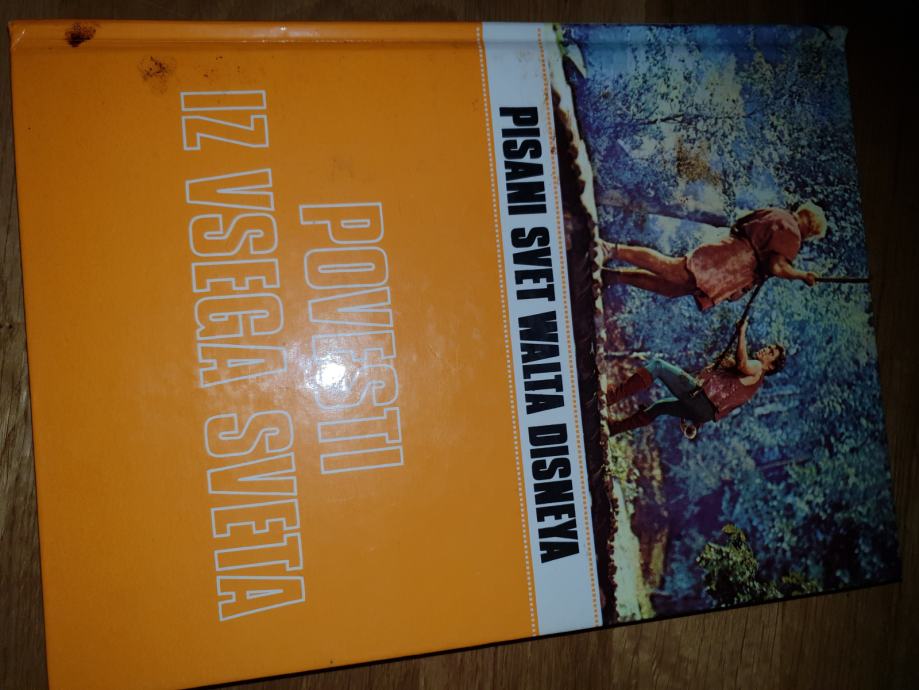 PISANI SVET WALTA DISNEYA
POVESTI
IZ VSEGA SVETA